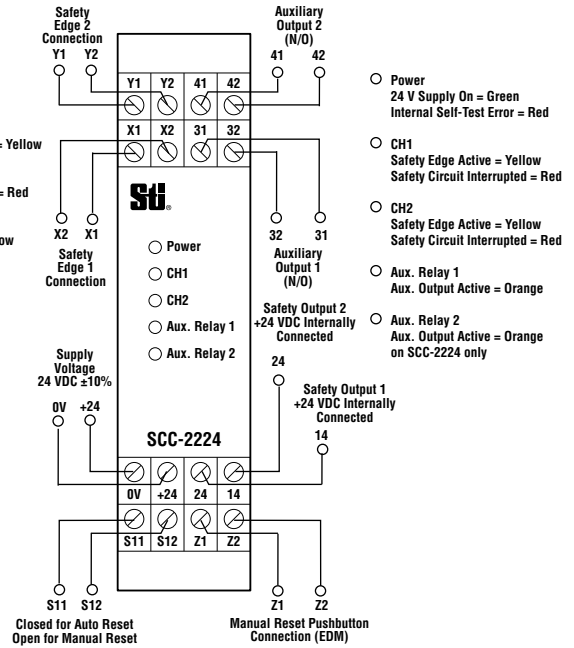 Safety
Edge 2
Connection
Y1 Y2
Auxiliary
Output 2
(N/O)
41 42
Y1 Y2 41 42
X1 X2 31 32
= Yellow
= Red
ow
X2 X1
Safety
Edge 1
Connection
32 31
Auxiliary
Output 1
(N/O)
Sti®
Power
CH1
CH2
Aux. Relay 1
Aux. Relay 2
Safety Output 2
+24 VDC Internally
Connected
24
Safety Output 1
+24 VDC Internally
Connected
14
Supply
Voltage
24 VDC ±10%
0V +24
SCC-2224
0V +24 24 14
S11 S12 Z1 Z2
S11 S12
Closed for Auto Reset
Open for Manual Reset
Z1 Z2
Manual Reset Pushbutton
Connection (EDM)
Power
24 V Supply On = Green
Internal Self-Test Error = Red
CH1
Safety Edge Active = Yellow
Safety Circuit Interrupted = Red
CH2
Safety Edge Active = Yellow
Safety Circuit Interrupted = Red
Aux. Relay 1
Aux. Output Active = Orange
Aux. Relay 2
Aux. Output Active = Orange
on SCC-2224 only